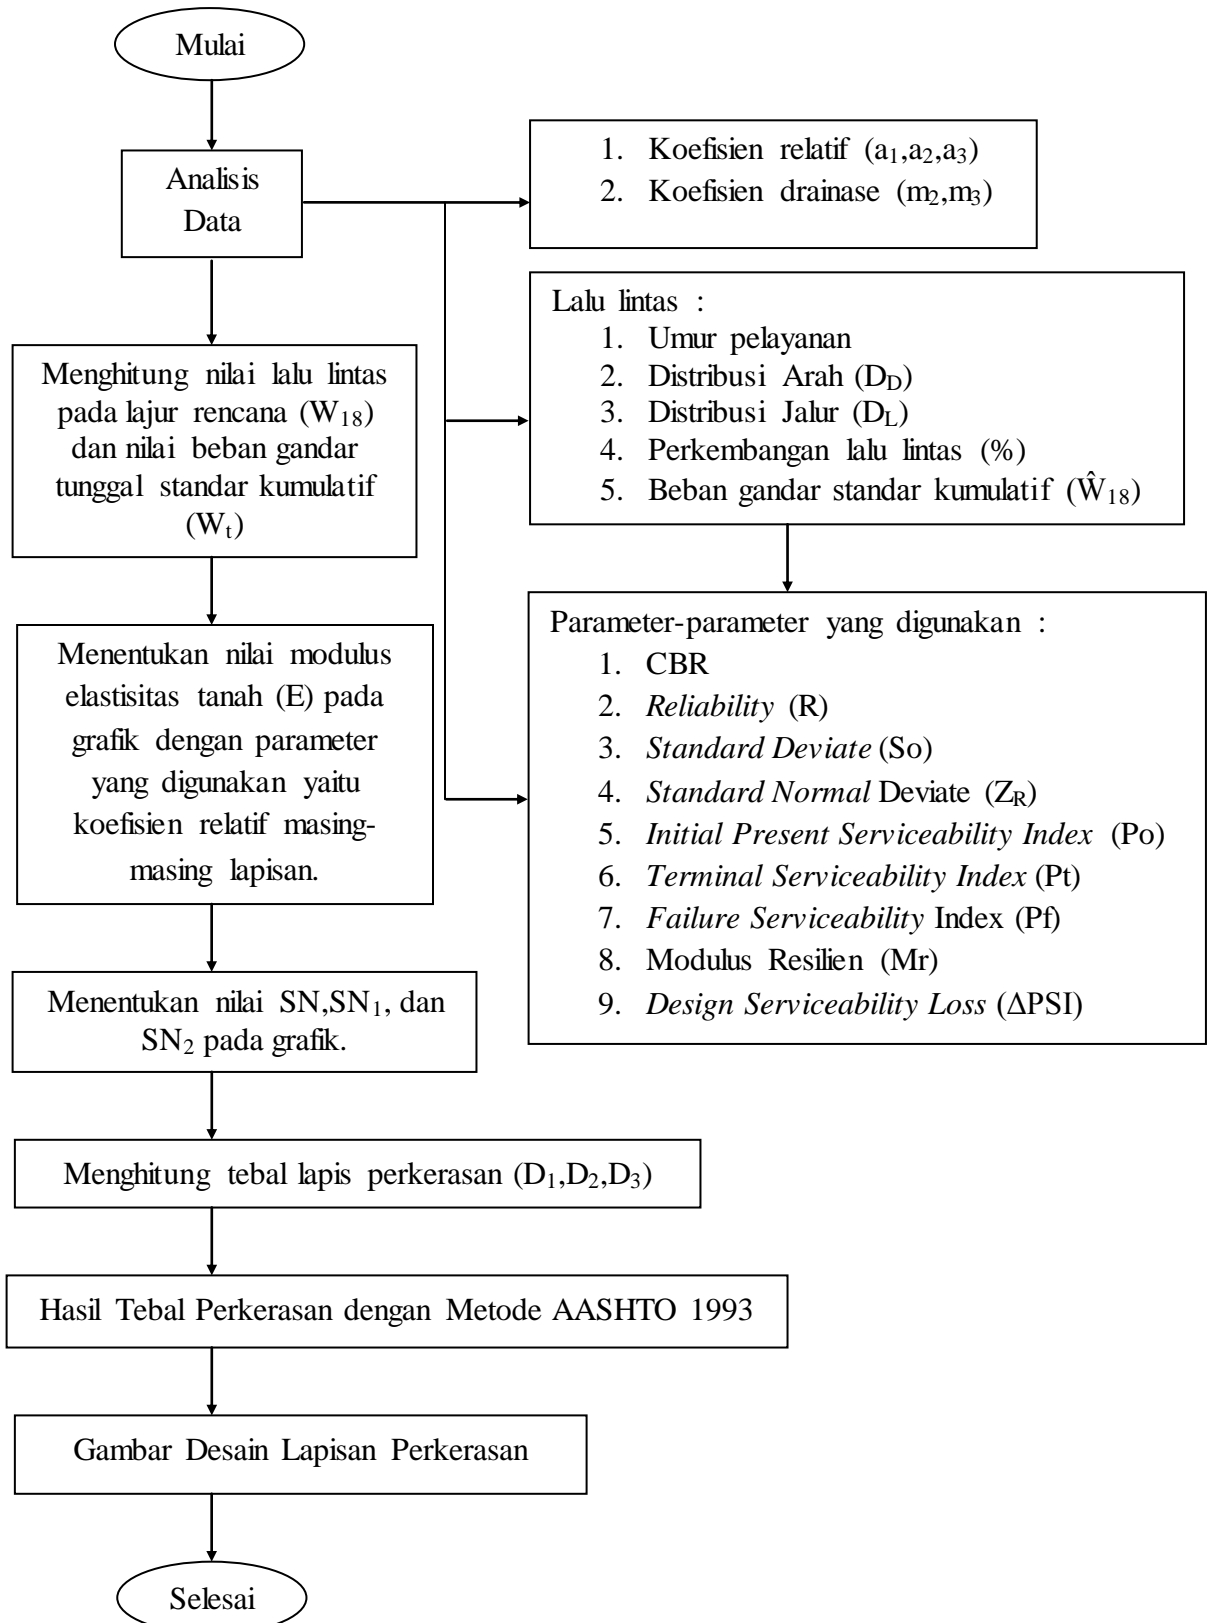 Mulai
Analisis
Data
1. Koefisien relatif (a₁,a₂,a₃)
2. Koefisien drainase (m₂,m₃)
Lalu lintas :
1. Umur pelayanan
2. Distribusi Arah (D_D)
3. Distribusi Jalur (D_L)
4. Perkembangan lalu lintas (%)
5. Beban gandar standar kumulatif (Ŵ₁₈)
Menghitung nilai lalu lintas
pada lajur rencana (W₁₈)
dan nilai beban gandar
tunggal standar kumulatif
(Wₜ)
Parameter-parameter yang digunakan :
1. CBR
2. Reliability (R)
3. Standard Deviate (So)
4. Standard Normal Deviate (Z_R)
5. Initial Present Serviceability Index (Po)
6. Terminal Serviceability Index (Pt)
7. Failure Serviceability Index (Pf)
8. Modulus Resilien (Mr)
9. Design Serviceability Loss (ΔPSI)
Menentukan nilai modulus
elastisitas tanah (E) pada
grafik dengan parameter
yang digunakan yaitu
koefisien relatif masing-
masing lapisan.
Menentukan nilai SN,SN₁, dan
SN₂ pada grafik.
Menghitung tebal lapis perkerasan (D₁,D₂,D₃)
Hasil Tebal Perkerasan dengan Metode AASHTO 1993
Gambar Desain Lapisan Perkerasan
Selesai